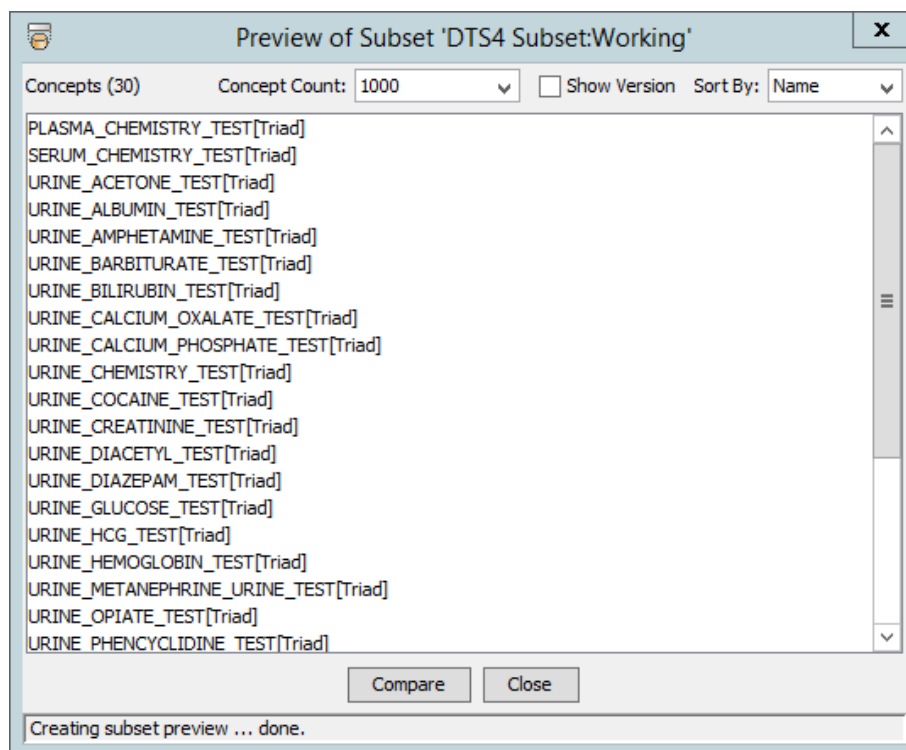 Preview of Subset 'DTS4 Subset:Working'
x
Concepts (30) Concept Count: 1000 Show Version Sort By: Name
PLASMA_CHEMISTRY_TEST[Triad]
SERUM_CHEMISTRY_TEST[Triad]
URINE_ACETONE_TEST[Triad]
URINE_ALBUMIN_TEST[Triad]
URINE_AMPHETAMINE_TEST[Triad]
URINE_BARBITURATE_TEST[Triad]
URINE_BILIRUBIN_TEST[Triad]
URINE_CALCIUM_OXALATE_TEST[Triad]
URINE_CALCIUM_PHOSPHATE_TEST[Triad]
URINE_CHEMISTRY_TEST[Triad]
URINE_COCAINE_TEST[Triad]
URINE_CREATININE_TEST[Triad]
URINE_DIACETYL_TEST[Triad]
URINE_DIAZEPAM_TEST[Triad]
URINE_GLUCOSE_TEST[Triad]
URINE_HCG_TEST[Triad]
URINE_HEMOGLOBIN_TEST[Triad]
URINE_METANEPHRINE_URINE_TEST[Triad]
URINE_OPIATE_TEST[Triad]
URINE_PHENCYCLIDINE_TEST[Triad]
Compare Close
Creating subset preview ... done.